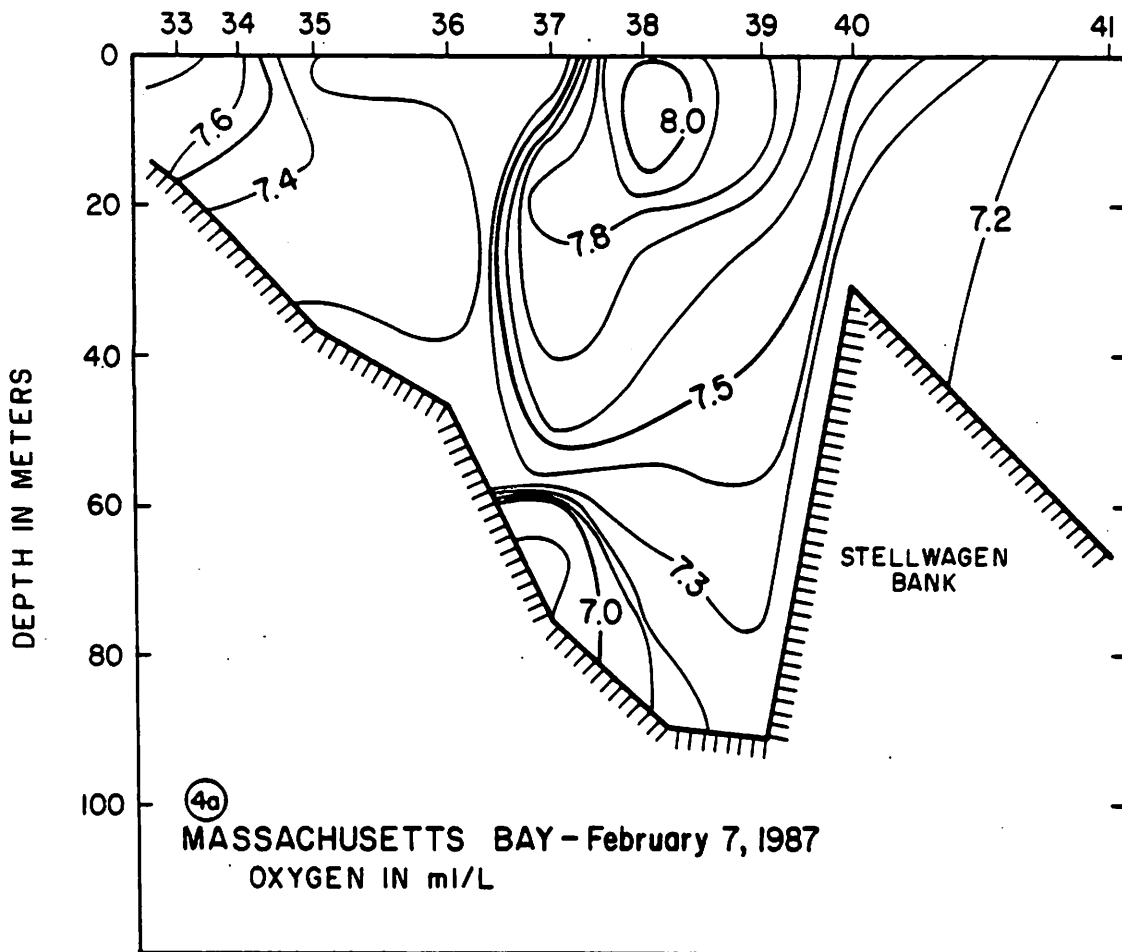 33 34 35 36 37 38 39 40 41
0
20
40
60
80
100
DEPTH IN METERS
7.6
7.4
8.0
7.8
7.5
7.2
7.3
7.0
STELLWAGEN
BANK
4a
MASSACHUSETTS BAY – February 7, 1987
OXYGEN IN ml/L